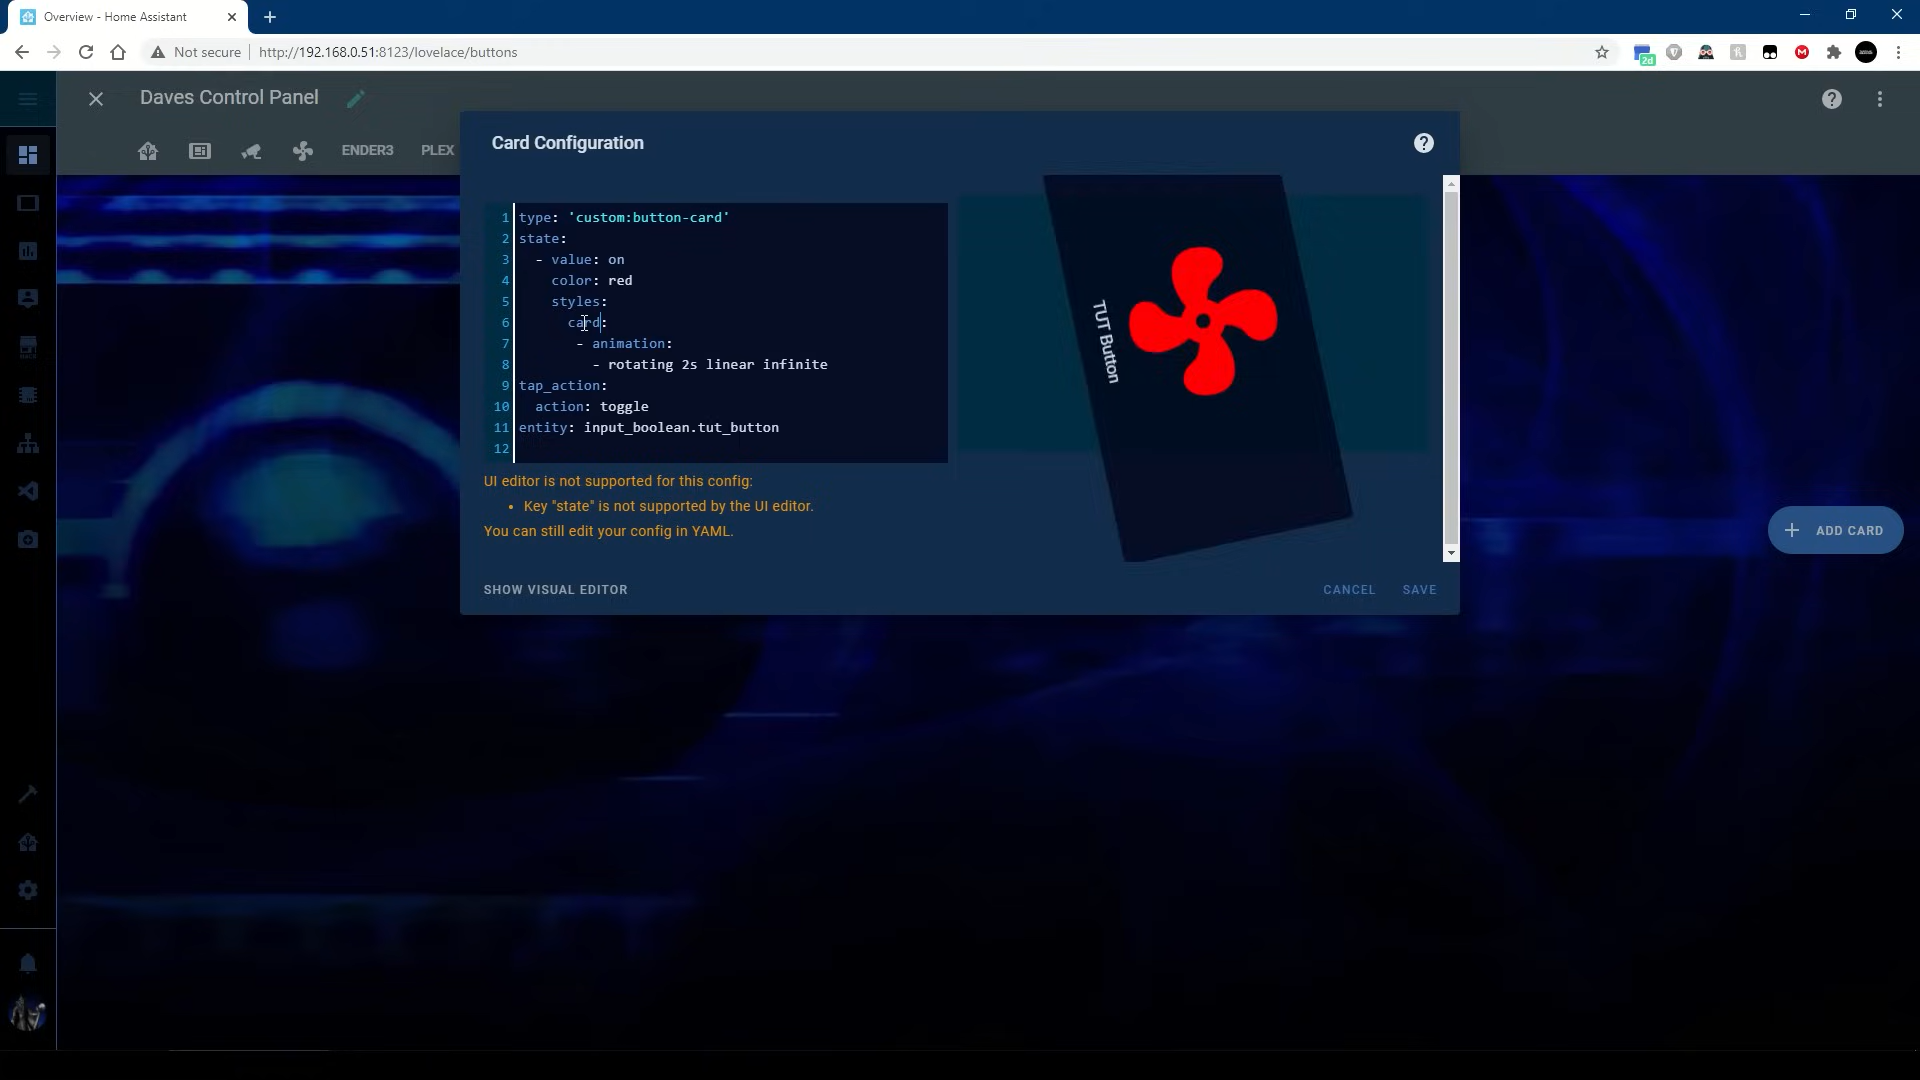 Overview - Home Assistant
Not secure
http://192.168.0.51:8123/lovelace/buttons
2d
Daves Control Panel
ENDER3
PLEX
Card Configuration
1 type: 'custom:button-card'
2 state:
3 - value: on
4 color: red
5 styles:
6 card:
7 - animation:
8 - rotating 2s linear infinite
9 tap_action:
10 action: toggle
11 entity: input_boolean.tut_button
12
TUT Button
UI editor is not supported for this config:
• Key "state" is not supported by the UI editor.
You can still edit your config in YAML.
SHOW VISUAL EDITOR
CANCEL
SAVE
ADD CARD